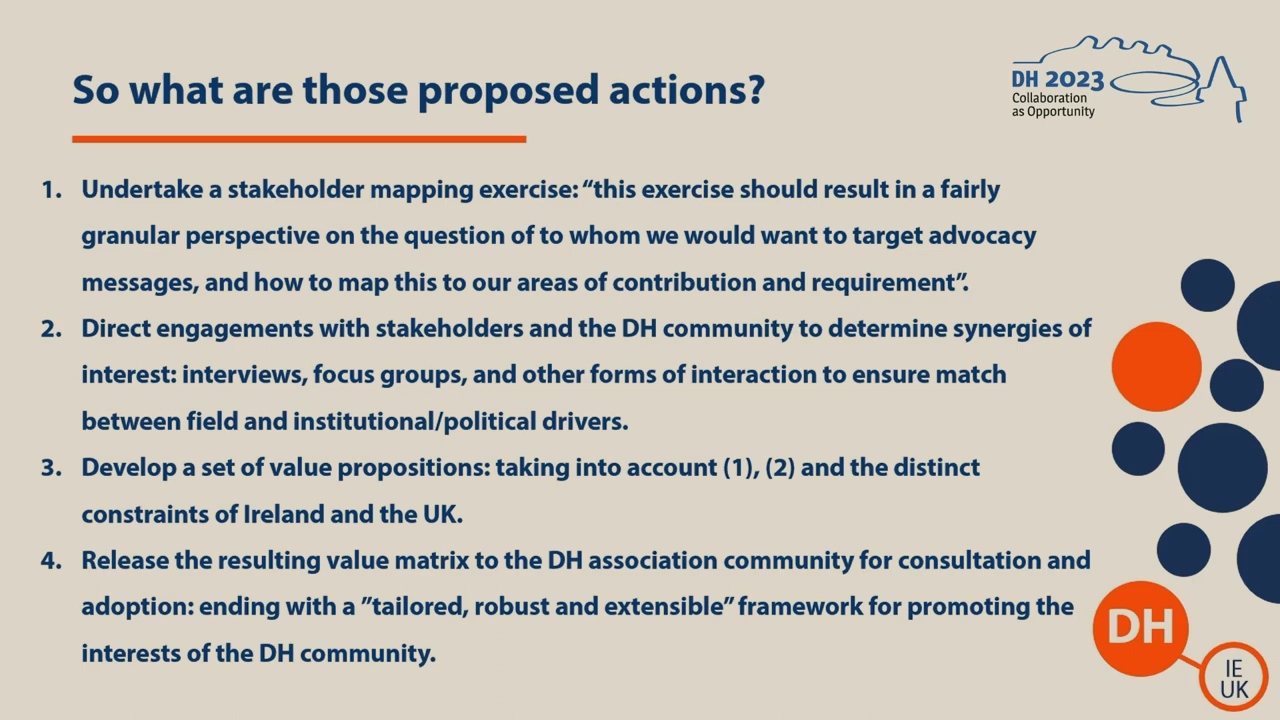 So what are those proposed actions?
DH 2023
Collaboration
as Opportunity
1. Undertake a stakeholder mapping exercise: “this exercise should result in a fairly
granular perspective on the question of to whom we would want to target advocacy
messages, and how to map this to our areas of contribution and requirement”.
2. Direct engagements with stakeholders and the DH community to determine synergies of
interest: interviews, focus groups, and other forms of interaction to ensure match
between field and institutional/political drivers.
3. Develop a set of value propositions: taking into account (1), (2) and the distinct
constraints of Ireland and the UK.
4. Release the resulting value matrix to the DH association community for consultation and
adoption: ending with a ”tailored, robust and extensible” framework for promoting the
interests of the DH community.
DH
IE
UK